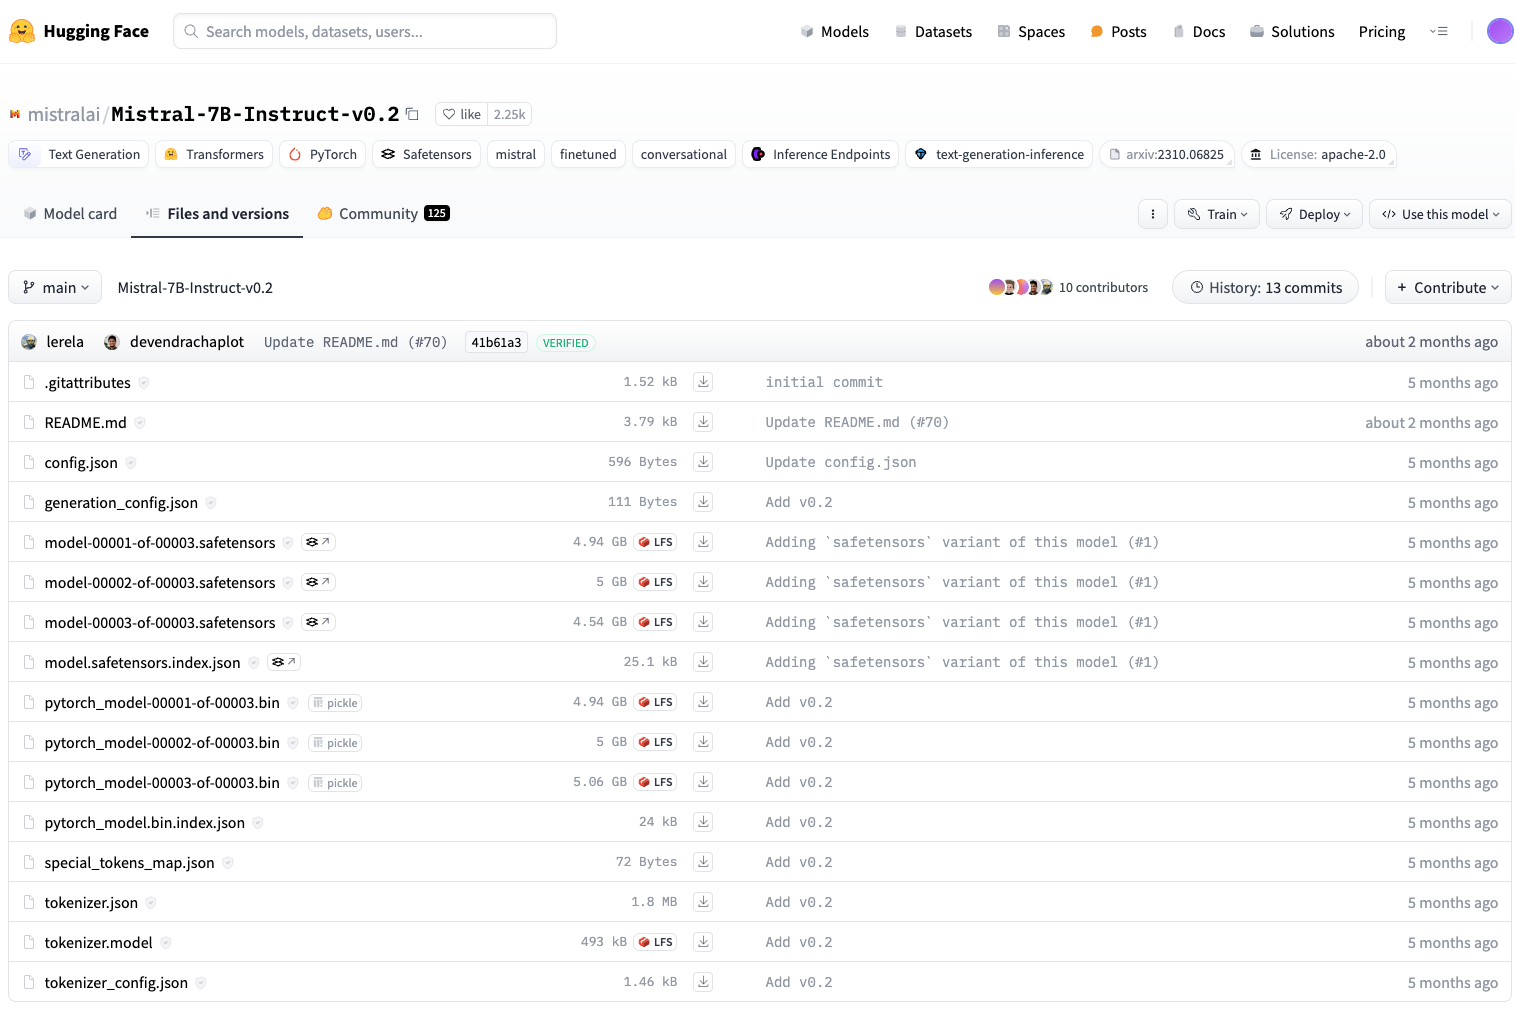 Hugging Face Search models, datasets, users... Models Datasets Spaces Posts Docs Solutions Pricing
mistralai/Mistral-7B-Instruct-v0.2 like 2.25k
Text Generation Transformers PyTorch Safetensors mistral finetuned conversational Inference Endpoints text-generation-inference arxiv:2310.06825 License: apache-2.0
Model card Files and versions Community 125 Train Deploy </> Use this model
main Mistral-7B-Instruct-v0.2 10 contributors History: 13 commits + Contribute
lerela devendrachaplot Update README.md (#70) 41b61a3 VERIFIED about 2 months ago
.gitattributes 1.52 kB initial commit 5 months ago
README.md 3.79 kB Update README.md (#70) about 2 months ago
config.json 596 Bytes Update config.json 5 months ago
generation_config.json 111 Bytes Add v0.2 5 months ago
model-00001-of-00003.safetensors 4.94 GB LFS Adding `safetensors` variant of this model (#1) 5 months ago
model-00002-of-00003.safetensors 5 GB LFS Adding `safetensors` variant of this model (#1) 5 months ago
model-00003-of-00003.safetensors 4.54 GB LFS Adding `safetensors` variant of this model (#1) 5 months ago
model.safetensors.index.json 25.1 kB Adding `safetensors` variant of this model (#1) 5 months ago
pytorch_model-00001-of-00003.bin pickle 4.94 GB LFS Add v0.2 5 months ago
pytorch_model-00002-of-00003.bin pickle 5 GB LFS Add v0.2 5 months ago
pytorch_model-00003-of-00003.bin pickle 5.06 GB LFS Add v0.2 5 months ago
pytorch_model.bin.index.json 24 kB Add v0.2 5 months ago
special_tokens_map.json 72 Bytes Add v0.2 5 months ago
tokenizer.json 1.8 MB Add v0.2 5 months ago
tokenizer.model 493 kB LFS Add v0.2 5 months ago
tokenizer_config.json 1.46 kB Add v0.2 5 months ago